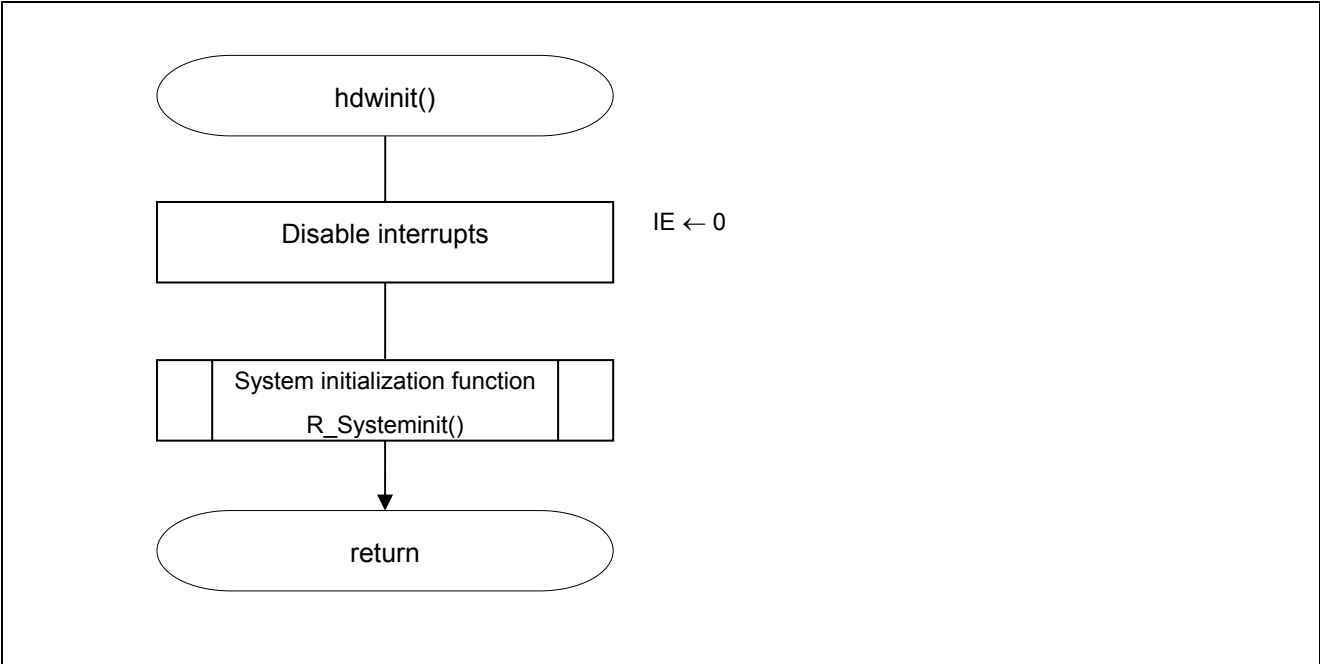 hdwinit()
Disable interrupts
IE ← 0
System initialization function
R_Systeminit()
return